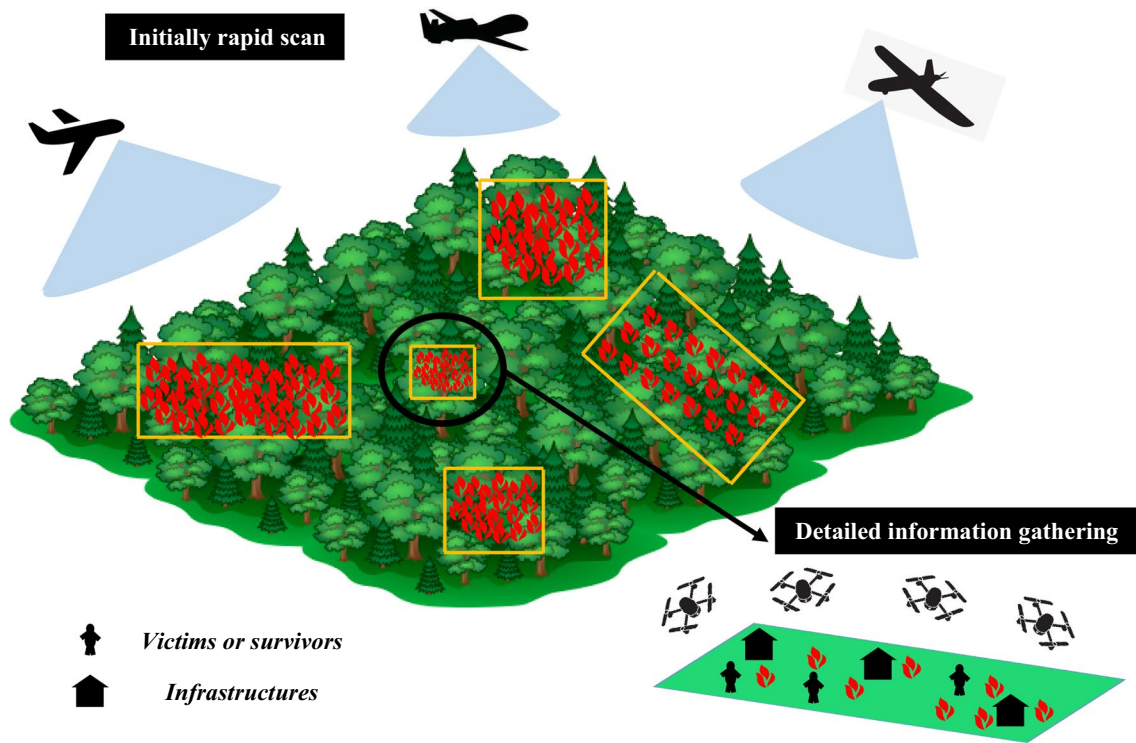 Initially rapid scan
Detailed information gathering
Victims or survivors
Infrastructures